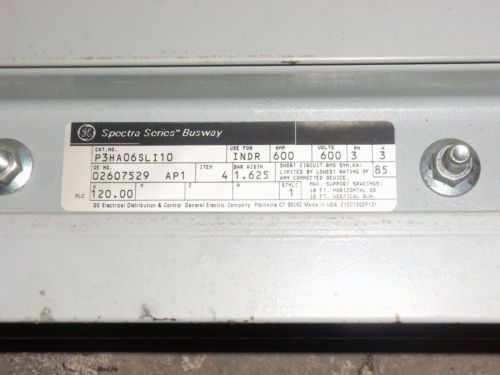 GE Spectra Series™ Busway
CAT.NO. USE FOR AMP VOLTS PH W
P3HA06SLI10 INDR 600 600 3 3
GE NO. ITEM BAR WIDTH SHORT CIRCUIT RMS SYM.KA:
02607529 AP1 4 1.625 LIMITED BY LOWEST RATING OF 85
ANY CONNECTED DEVICE.
X Y Z STYLE MAX. SUPPORT SPACINGS:
MLC 120.00 1 10 FT. HORIZONTAL OR
16 FT. VERTICAL RUN.
GE Electrical Distribution & Control General Electric Company Plainville CT 06062 Made in USA